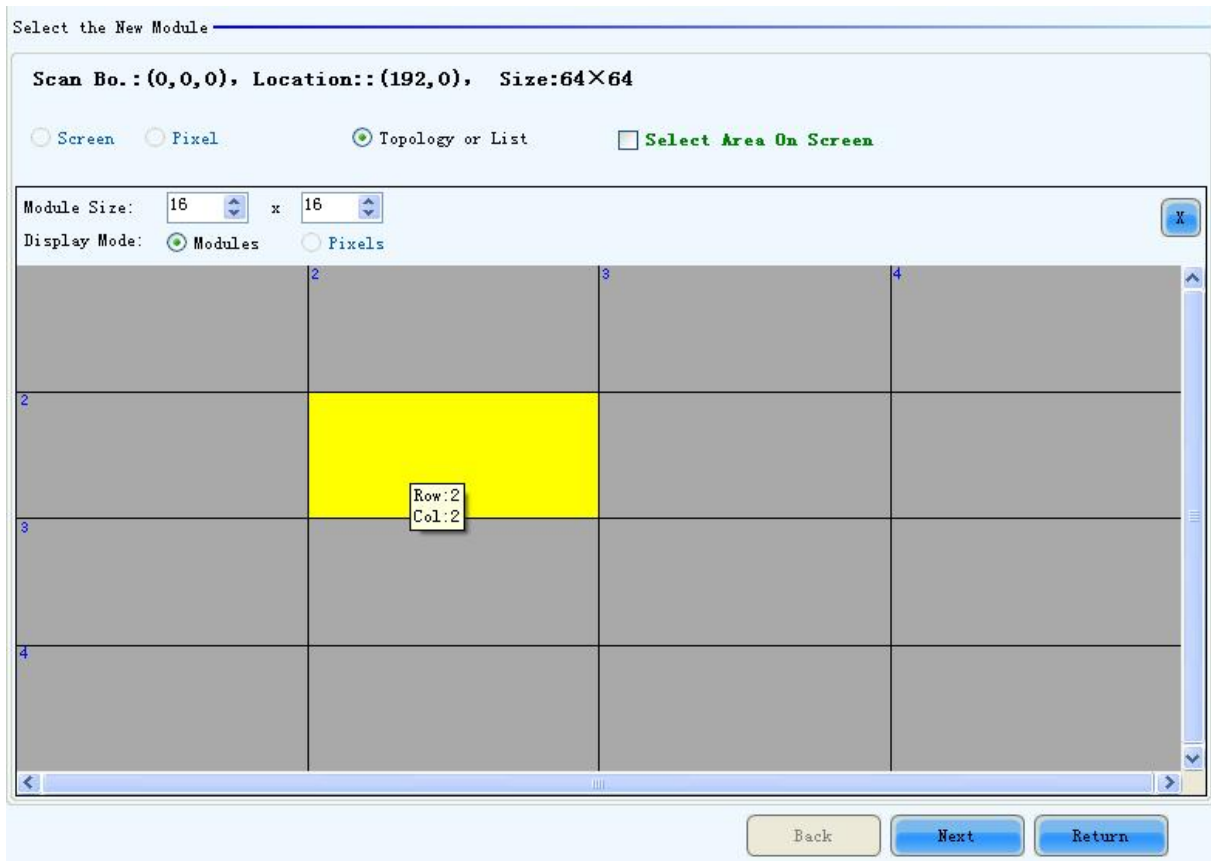 Select the New Module
Scan Bo.:(0,0,0), Location::(192,0), Size:64×64
Screen Pixel Topology or List Select Area On Screen
Module Size: 16 x 16 X
Display Mode: Modules Pixels
2 3 4
2
Row:2
Col:2
3
4
Back Next Return